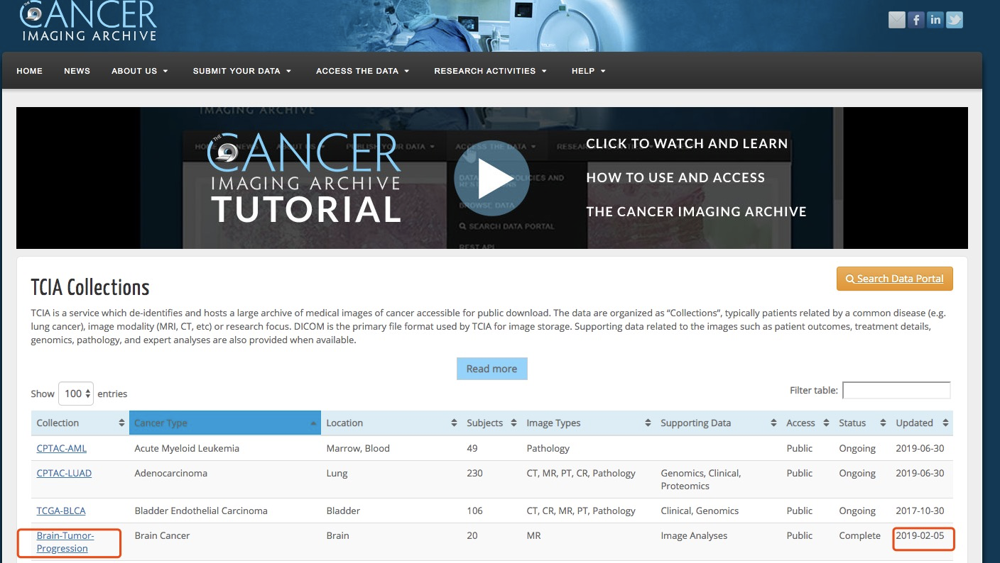 THE
CANCER
IMAGING ARCHIVE
HOME NEWS ABOUT US SUBMIT YOUR DATA ACCESS THE DATA RESEARCH ACTIVITIES HELP
IMAGING ARCHIVE
THE
CANCER
IMAGING ARCHIVE
TUTORIAL
CLICK TO WATCH AND LEARN
HOW TO USE AND ACCESS
THE CANCER IMAGING ARCHIVE
BROWSE DATA
SEARCH DATA PORTAL
REST API
TCIA Collections
Search Data Portal
TCIA is a service which de-identifies and hosts a large archive of medical images of cancer accessible for public download. The data are organized as “Collections”, typically patients related by a common disease (e.g.
lung cancer), image modality (MRI, CT, etc) or research focus. DICOM is the primary file format used by TCIA for image storage. Supporting data related to the images such as patient outcomes, treatment details,
genomics, pathology, and expert analyses are also provided when available.
Read more
Show 100 entries
Filter table:
Collection Cancer Type Location Subjects Image Types Supporting Data Access Status Updated
CPTAC-AML Acute Myeloid Leukemia Marrow, Blood 49 Pathology Public Ongoing 2019-06-30
CPTAC-LUAD Adenocarcinoma Lung 230 CT, MR, PT, CR, Pathology Genomics, Clinical, Public Ongoing 2019-06-30
Proteomics
TCGA-BLCA Bladder Endothelial Carcinoma Bladder 106 CT, CR, MR, PT, Pathology Clinical, Genomics Public Ongoing 2017-10-30
Brain-Tumor- Brain Cancer Brain 20 MR Image Analyses Public Complete 2019-02-05
Progression